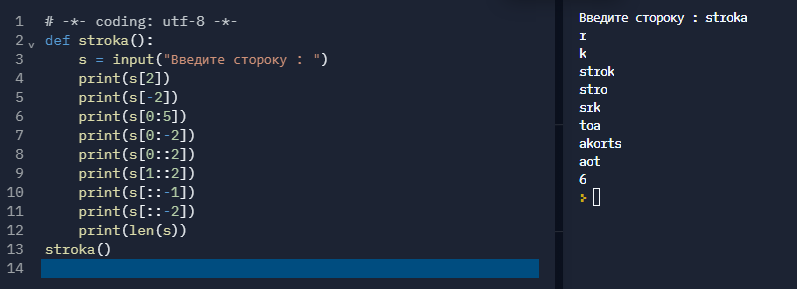 1 # -*- coding: utf-8 -*-
2 def stroka():
3 s = input("Введите стороку : ")
4 print(s[2])
5 print(s[-2])
6 print(s[0:5])
7 print(s[0:-2])
8 print(s[0::2])
9 print(s[1::2])
10 print(s[::-1])
11 print(s[::-2])
12 print(len(s))
13 stroka()
14
Введите стороку : stroka
r
k
strok
stro
srk
toa
akorts
aot
6
>